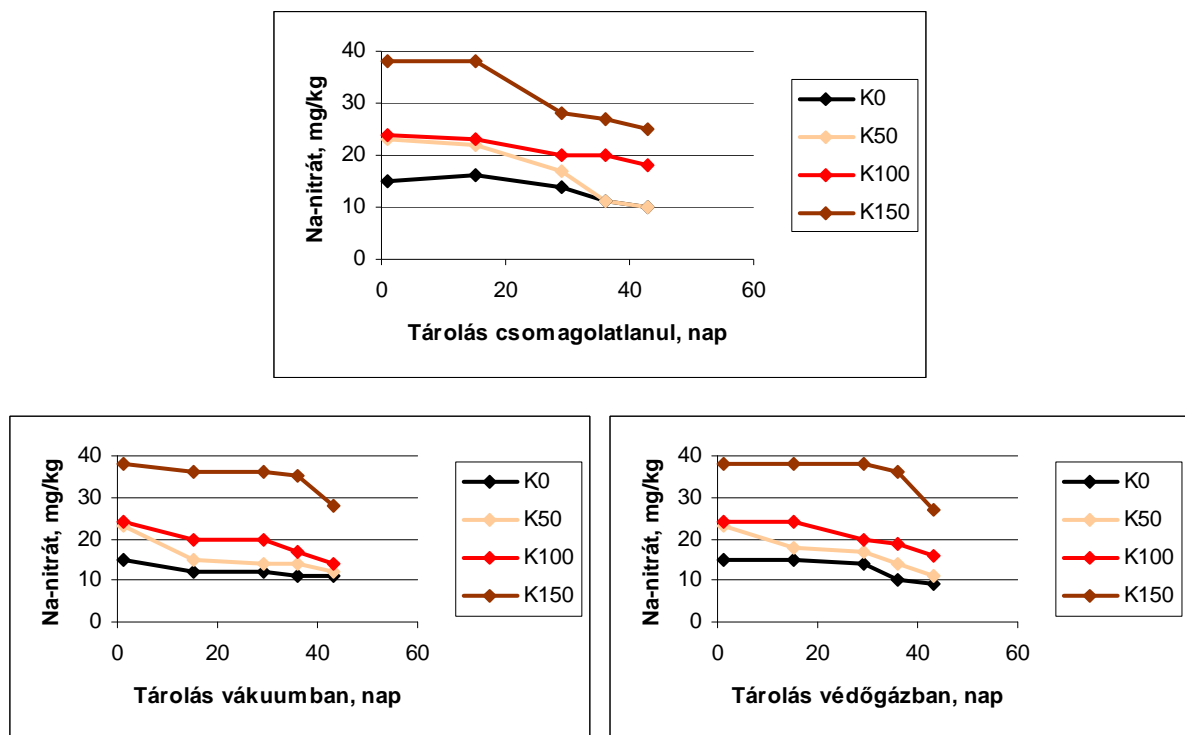 Na-nitrát, mg/kg
40
30
20
10
0
0 20 40 60
Tárolás csomagolatlanul, nap
K0
K50
K100
K150
Na-nitrát, mg/kg
40
30
20
10
0
0 20 40 60
Tárolás vákuumban, nap
K0
K50
K100
K150
Na-nitrát, mg/kg
40
30
20
10
0
0 20 40 60
Tárolás védőgázban, nap
K0
K50
K100
K150